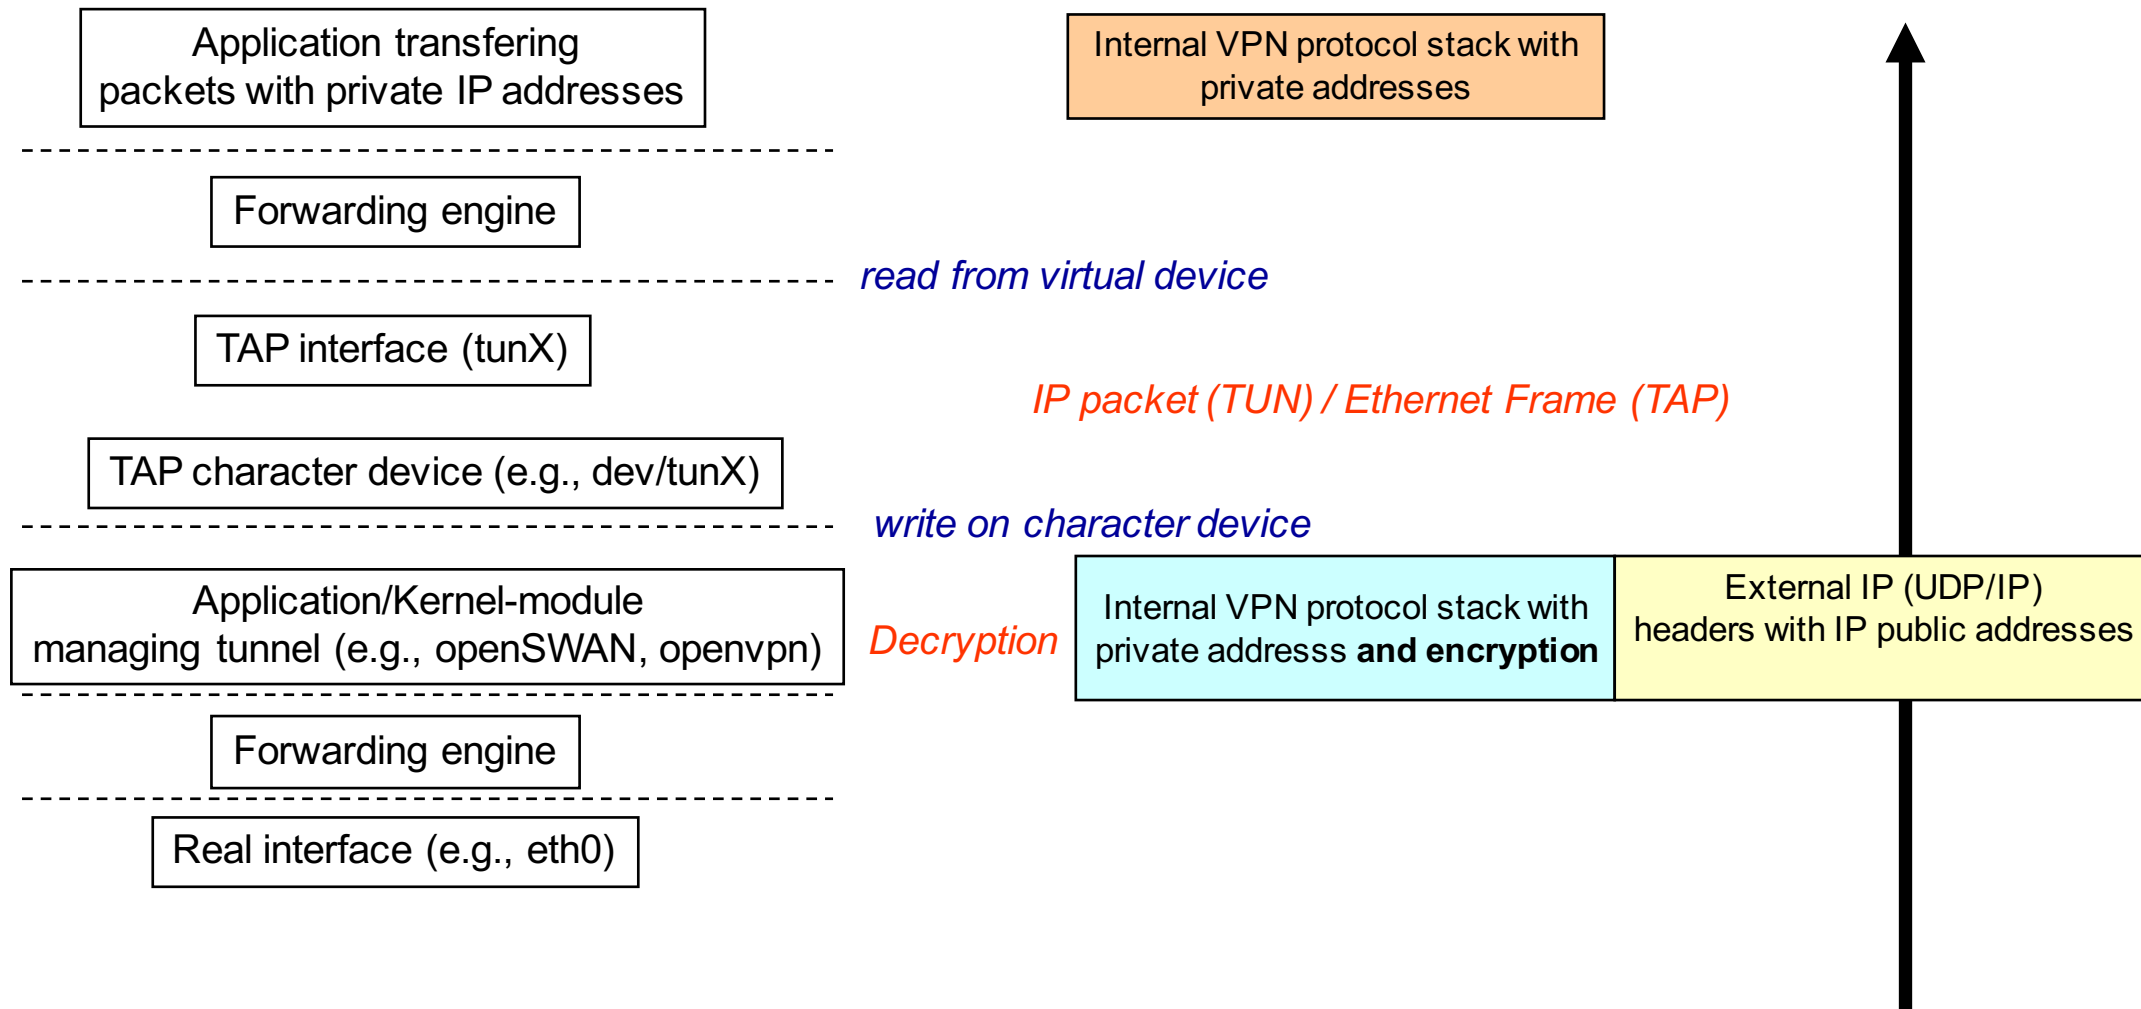 Application transfering
packets with private IP addresses
Internal VPN protocol stack with
private addresses
Forwarding engine
read from virtual device
TAP interface (tunX)
IP packet (TUN) / Ethernet Frame (TAP)
TAP character device (e.g., dev/tunX)
write on character device
Application/Kernel-module
managing tunnel (e.g., openSWAN, openvpn)
Decryption
Internal VPN protocol stack with
private addresss and encryption
External IP (UDP/IP)
headers with IP public addresses
Forwarding engine
Real interface (e.g., eth0)